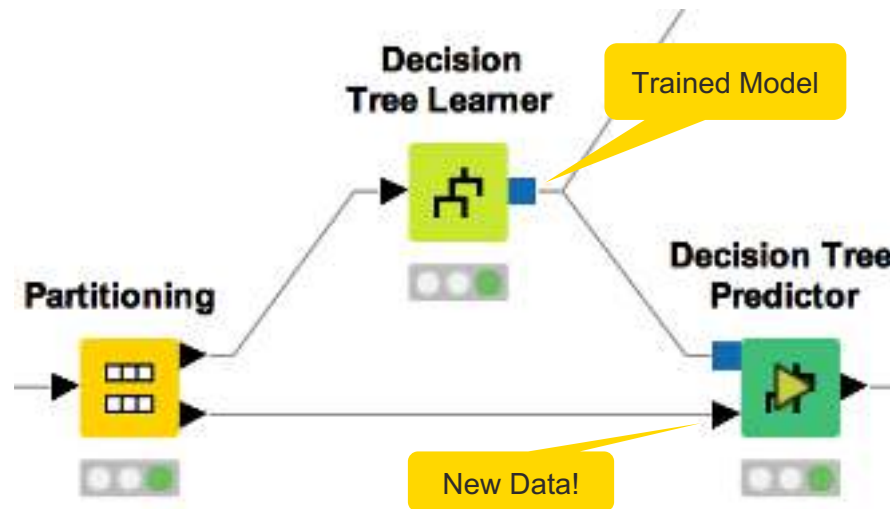 Decision
Tree Learner
Trained Model
Decision Tree
Predictor
Partitioning
New Data!